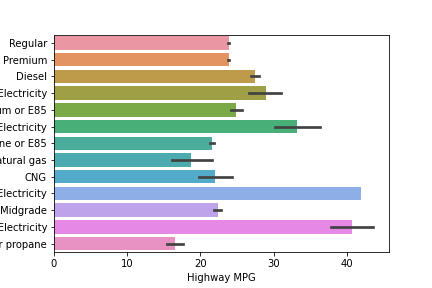 Regular
Premium
Diesel
Electricity
m or E85
Electricity
ne or E85
atural gas
CNG
Electricity
Midgrade
Electricity
r propane
0 10 20 30 40
Highway MPG